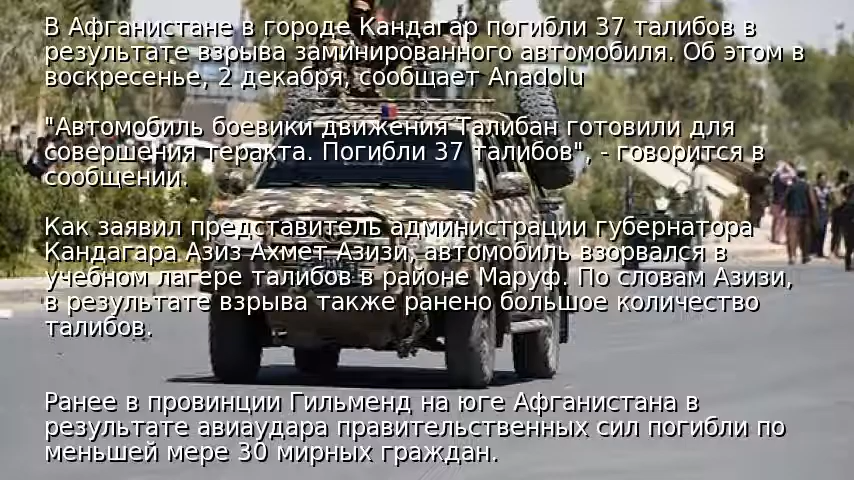 В Афганистане в городе Кандагар погибли 37 талибов в
результате взрыва заминированного автомобиля. Об этом в
воскресенье, 2 декабря, сообщает Anadolu
"Автомобиль боевики движения Талибан готовили для
совершения теракта. Погибли 37 талибов", - говорится в
сообщении.
Как заявил представитель администрации губернатора
Кандагара Азиз Ахмет Азизи, автомобиль взорвался в
учебном лагере талибов в районе Маруф. По словам Азизи,
в результате взрыва также ранено большое количество
талибов.
Ранее в провинции Гильменд на юге Афганистана в
результате авиаудара правительственных сил погибли по
меньшей мере 30 мирных граждан.